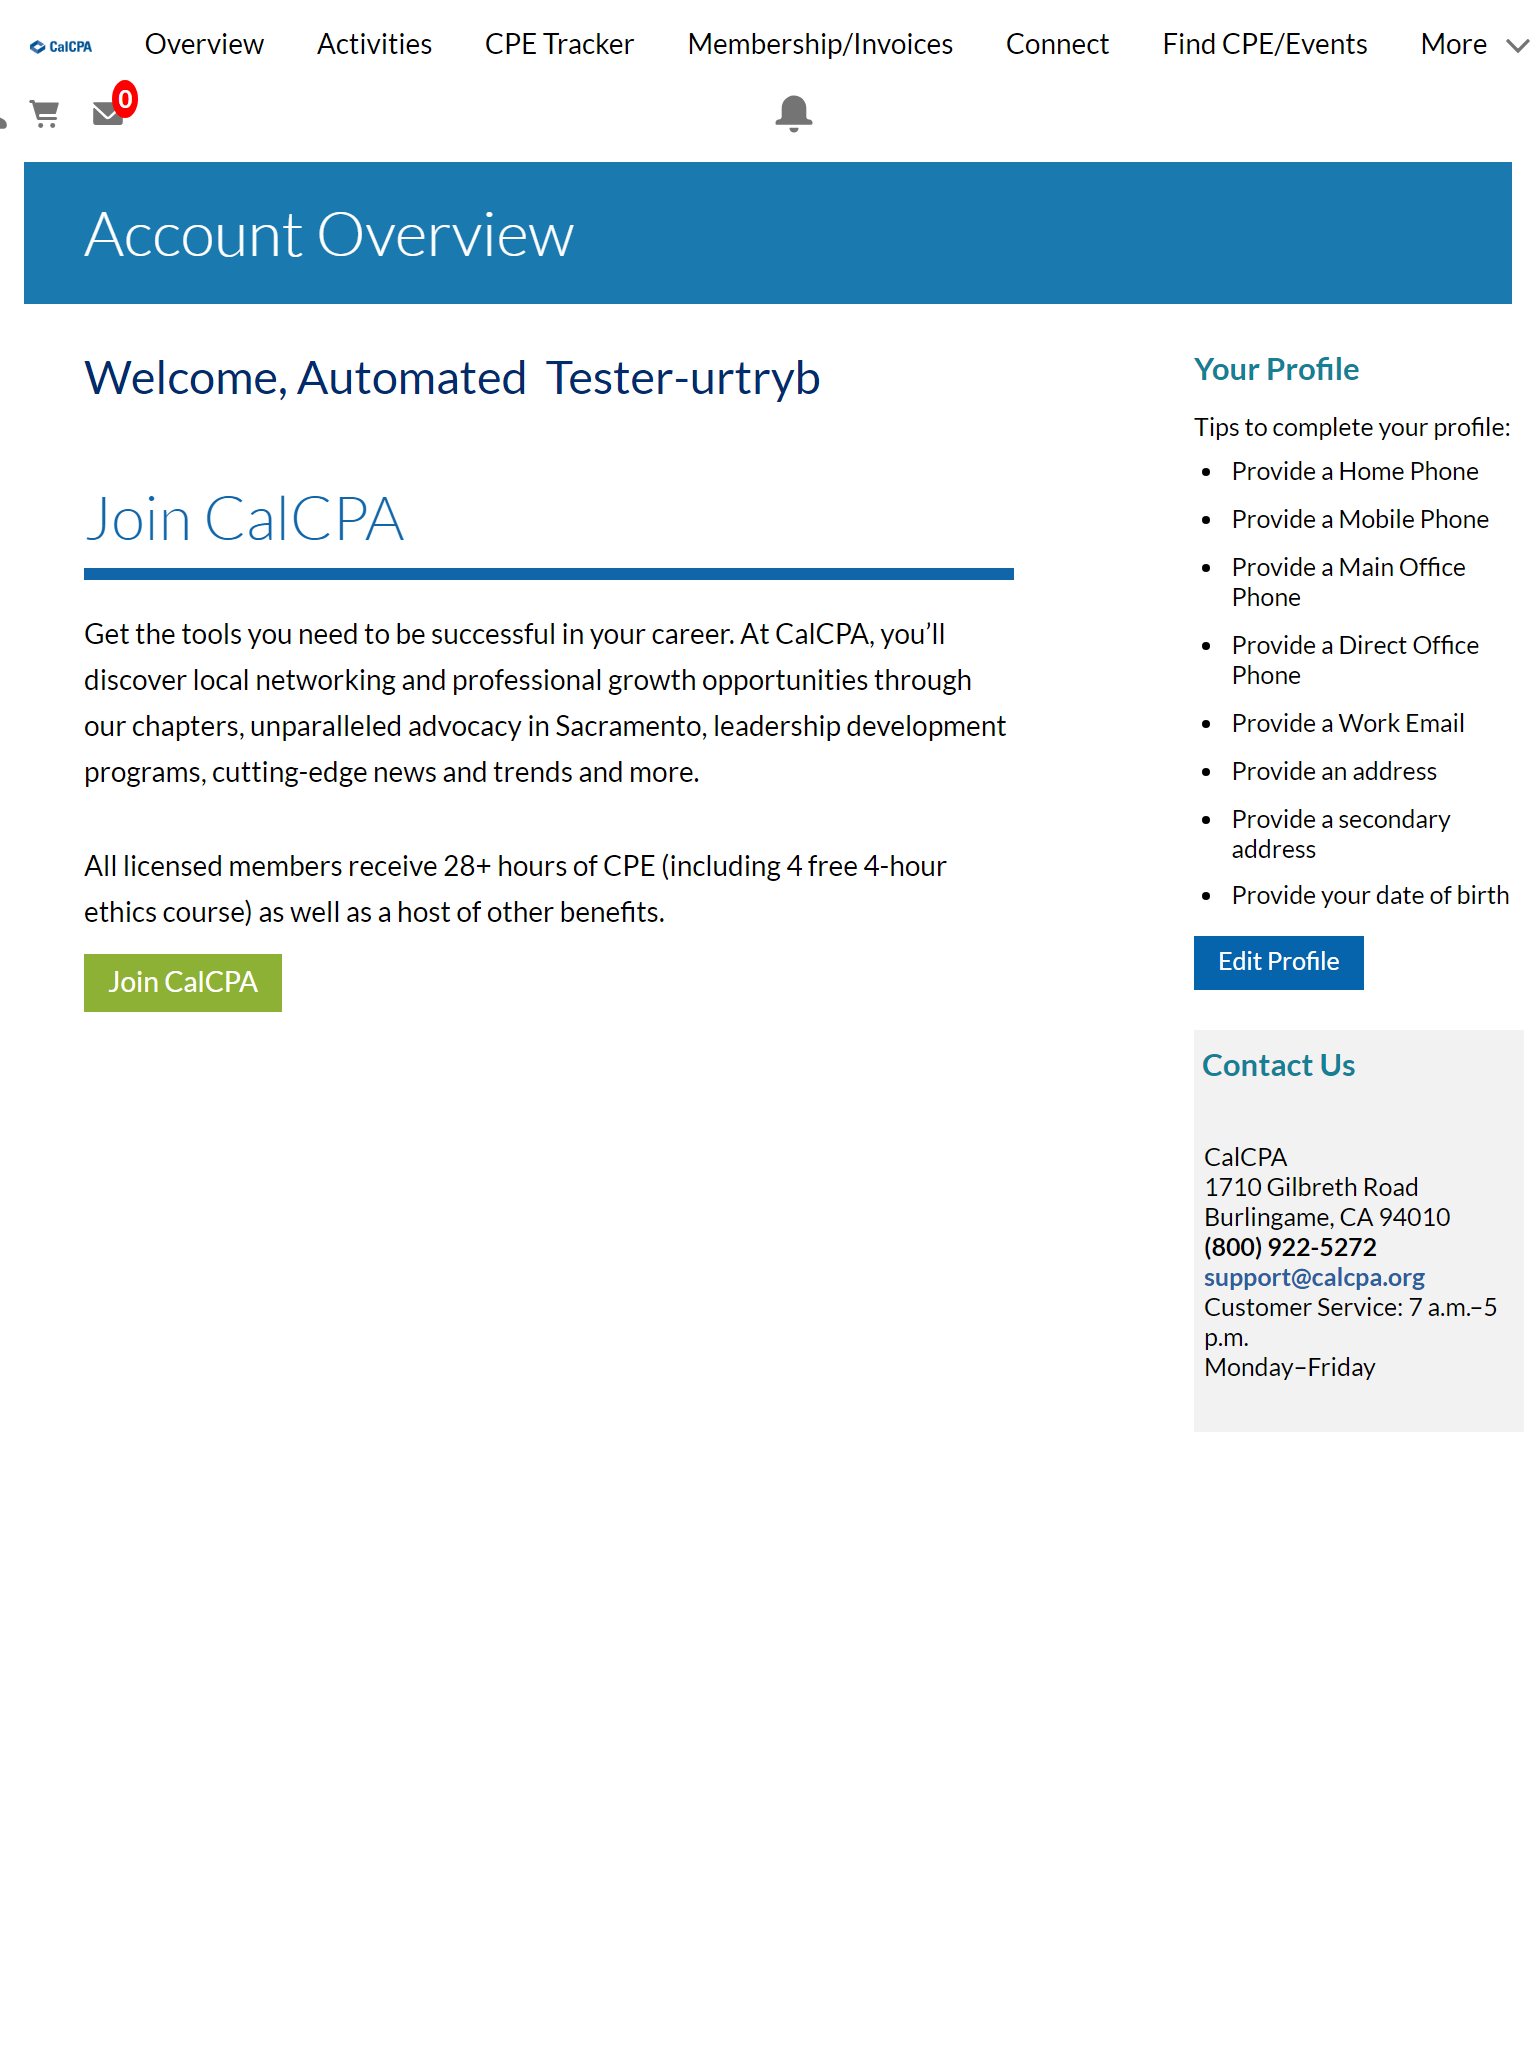 CalCPA Overview Activities CPE Tracker Membership/Invoices Connect Find CPE/Events More
0
Account Overview
Welcome, Automated Tester-urtryb
Join CalCPA
Get the tools you need to be successful in your career. At CalCPA, you’ll
discover local networking and professional growth opportunities through
our chapters, unparalleled advocacy in Sacramento, leadership development
programs, cutting-edge news and trends and more.
All licensed members receive 28+ hours of CPE (including 4 free 4-hour
ethics course) as well as a host of other benefits.
Join CalCPA
Your Profile
Tips to complete your profile:
• Provide a Home Phone
• Provide a Mobile Phone
• Provide a Main Office
Phone
• Provide a Direct Office
Phone
• Provide a Work Email
• Provide an address
• Provide a secondary
address
• Provide your date of birth
Edit Profile
Contact Us
CalCPA
1710 Gilbreth Road
Burlingame, CA 94010
(800) 922-5272
support@calcpa.org
Customer Service: 7 a.m.–5
p.m.
Monday–Friday